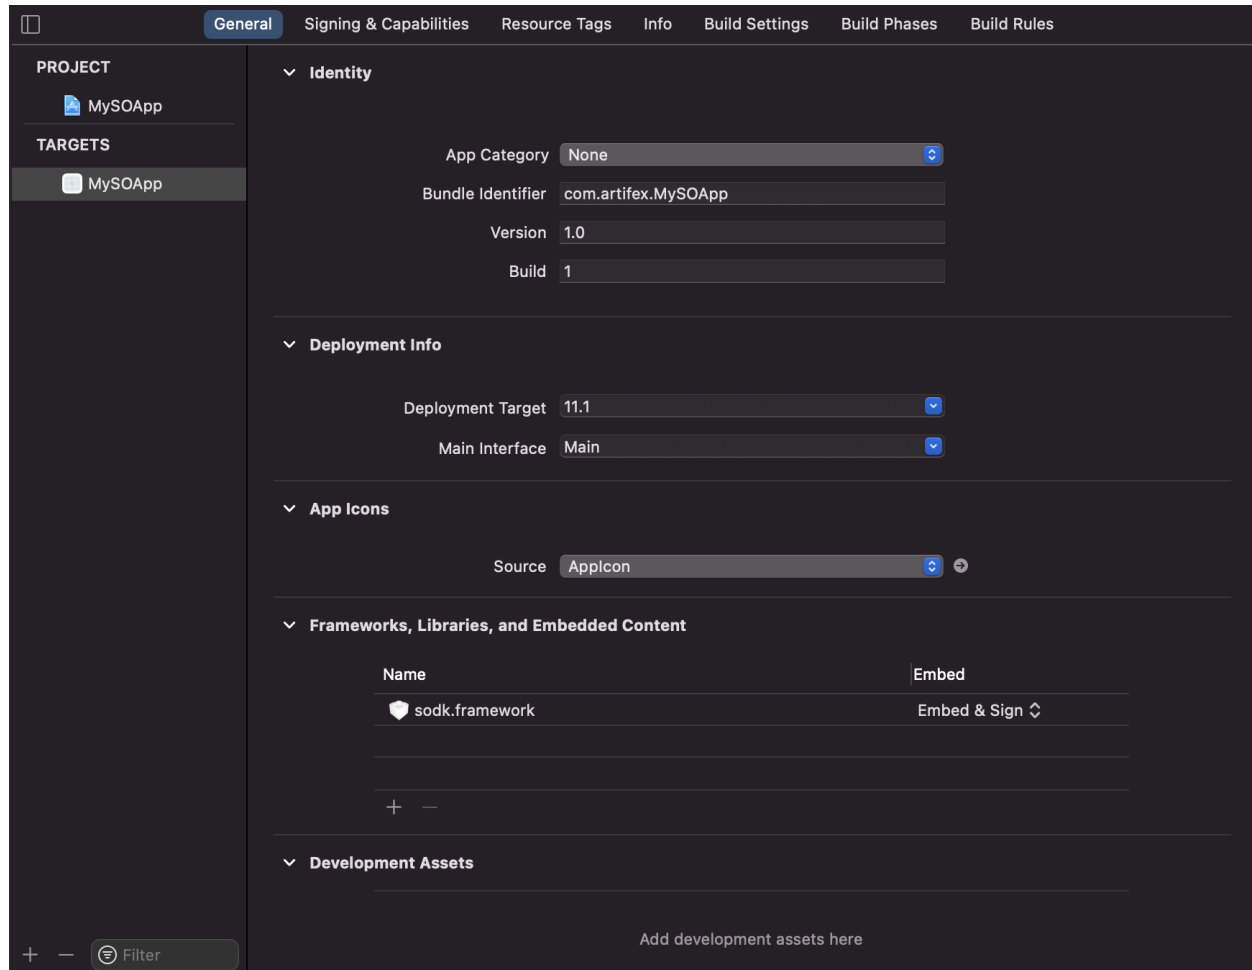 General Signing & Capabilities Resource Tags Info Build Settings Build Phases Build Rules
PROJECT
MySOApp
TARGETS
MySOApp
Identity
App Category None
Bundle Identifier com.artifex.MySOApp
Version 1.0
Build 1
Deployment Info
Deployment Target 11.1
Main Interface Main
App Icons
Source AppIcon
Frameworks, Libraries, and Embedded Content
Name Embed
sodk.framework Embed & Sign
Development Assets
Add development assets here
Filter